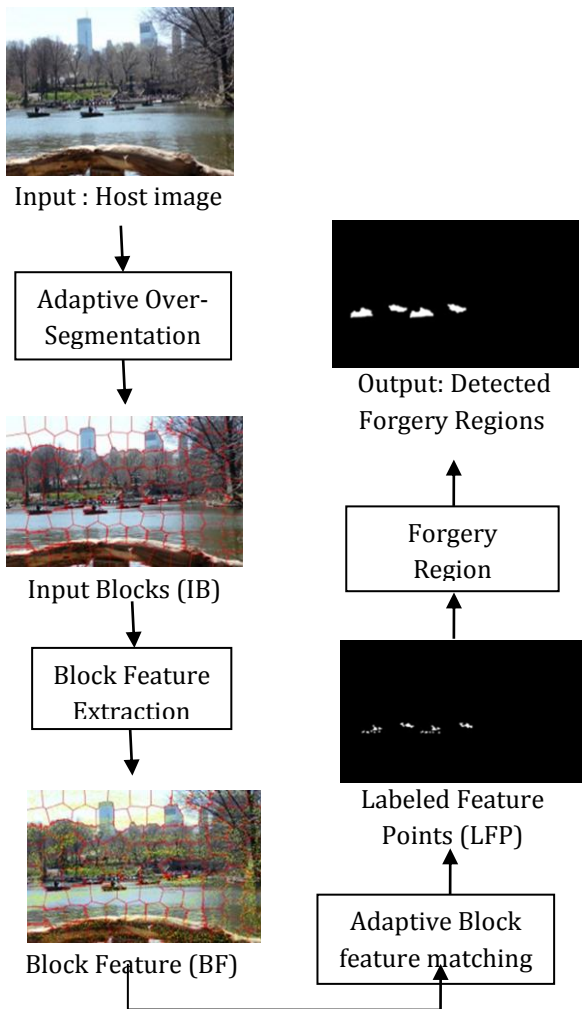 Input : Host image
Adaptive Over-
Segmentation
Input Blocks (IB)
Block Feature
Extraction
Block Feature (BF)
Adaptive Block
feature matching
Labeled Feature
Points (LFP)
Forgery
Region
Output: Detected
Forgery Regions